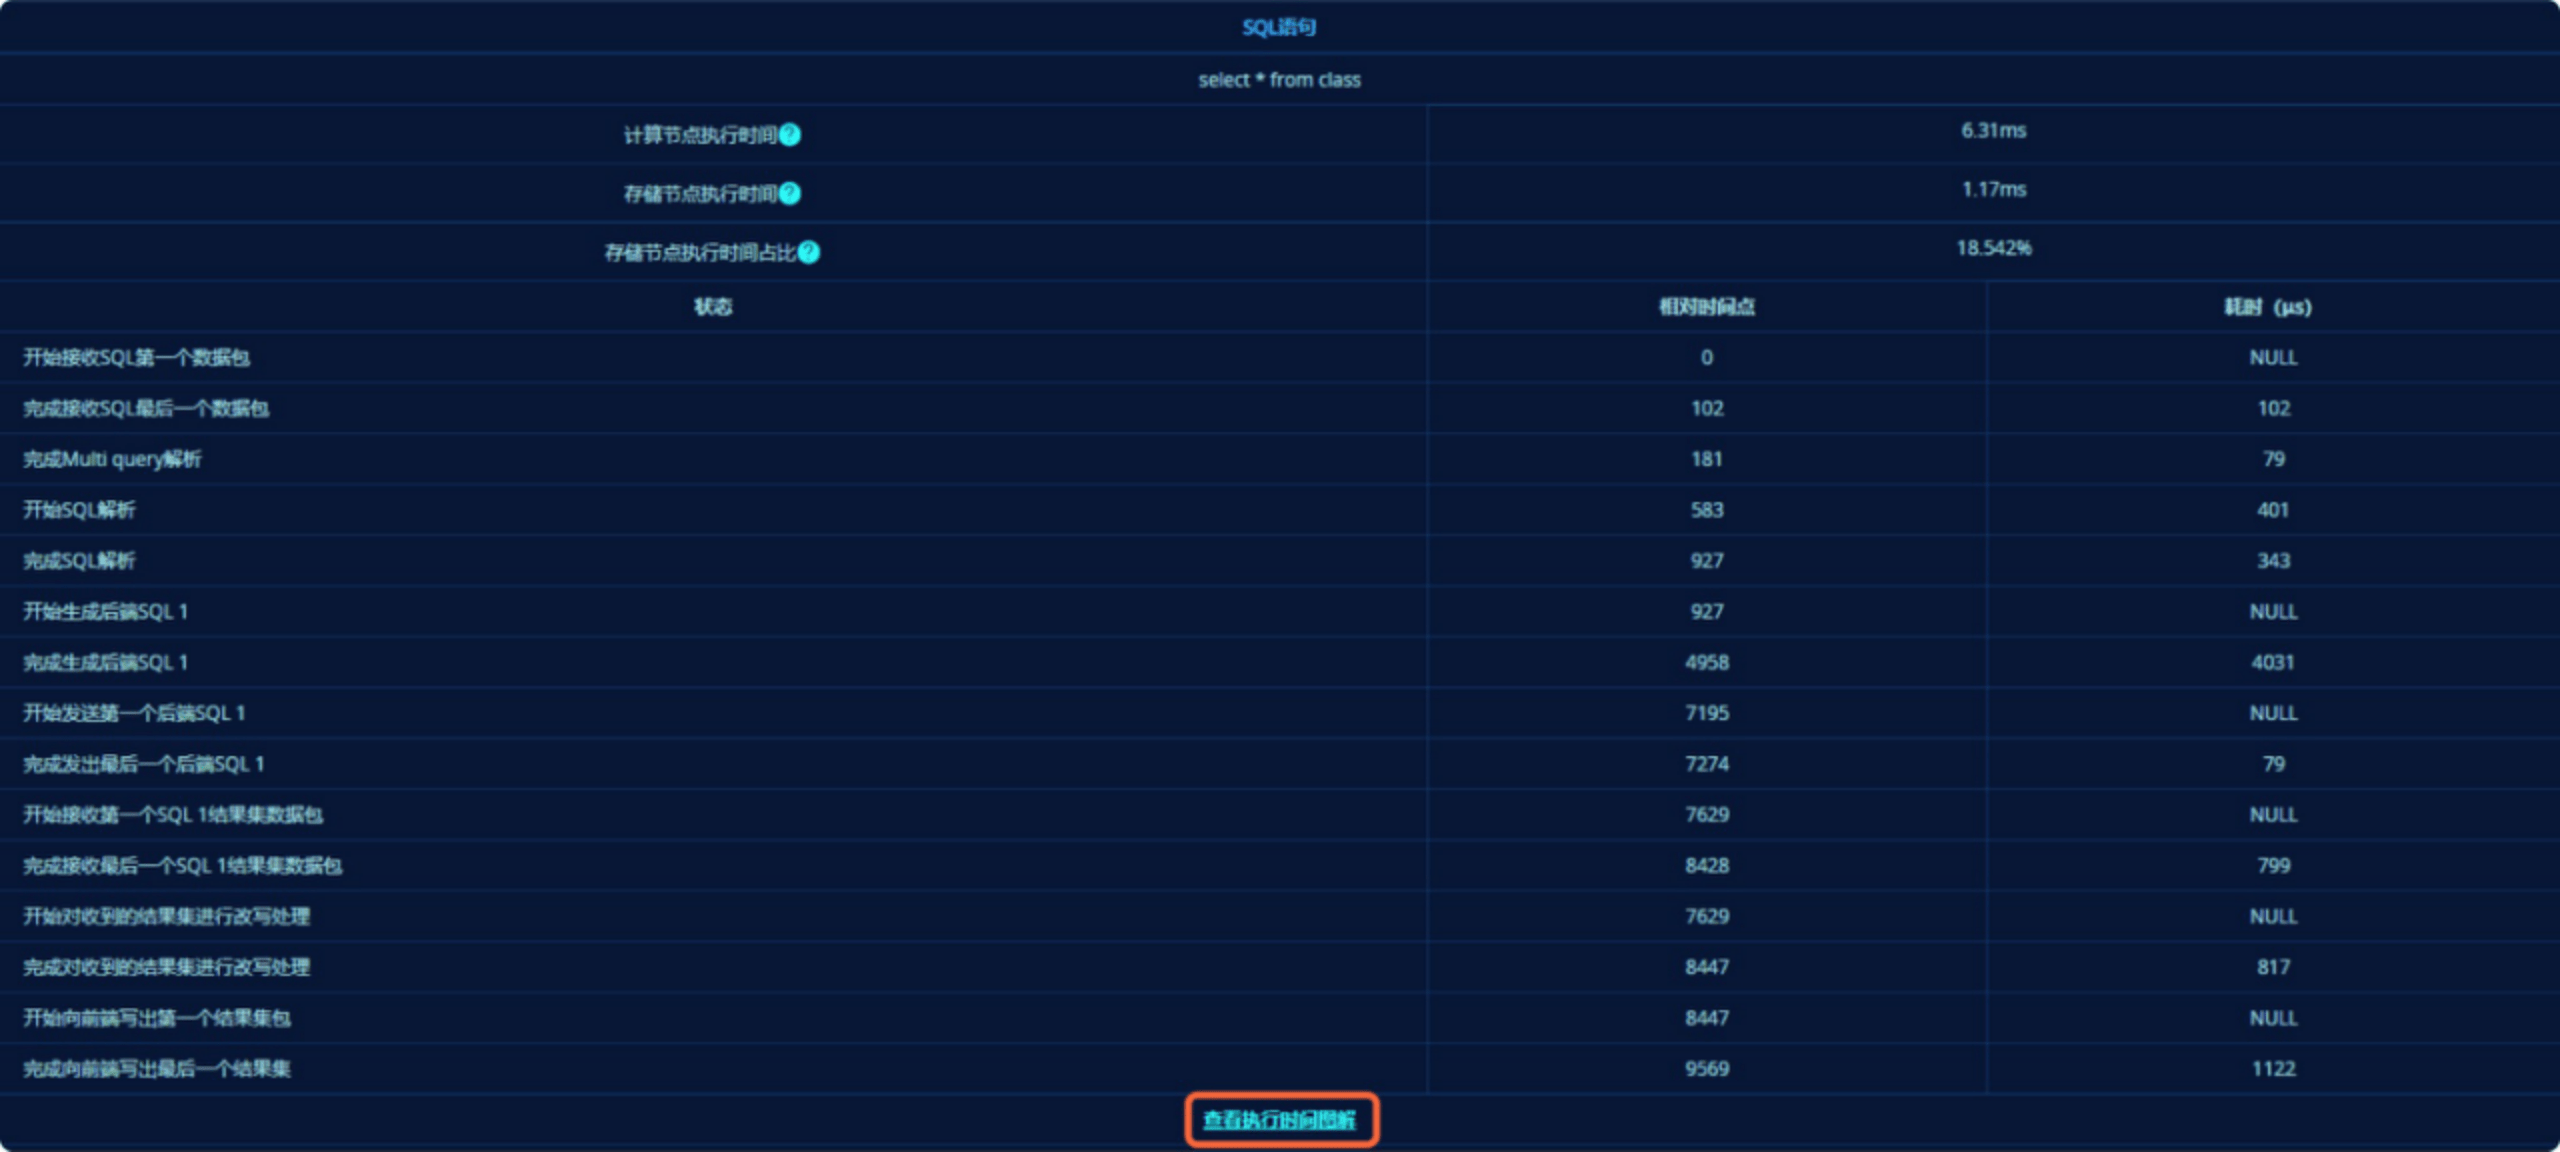 SQL语句
select * from class
计算节点执行时间? 6.31ms
存储节点执行时间? 1.17ms
存储节点执行时间占比? 18.542%
状态 相对时间点 耗时（μs）
开始接收SQL第一个数据包 0 NULL
完成接收SQL最后一个数据包 102 102
完成Multi query解析 181 79
开始SQL解析 583 401
完成SQL解析 927 343
开始生成后端SQL 1 927 NULL
完成生成后端SQL 1 4958 4031
开始发送第一个后端SQL 1 7195 NULL
完成发出最后一个后端SQL 1 7274 79
开始接收第一个SQL 1结果集数据包 7629 NULL
完成接收最后一个SQL 1结果集数据包 8428 799
开始对收到的结果集进行改写处理 7629 NULL
完成对收到的结果集进行改写处理 8447 817
开始向前端写出第一个结果集包 8447 NULL
完成向前端写出最后一个结果集 9569 1122
查看执行时间图解